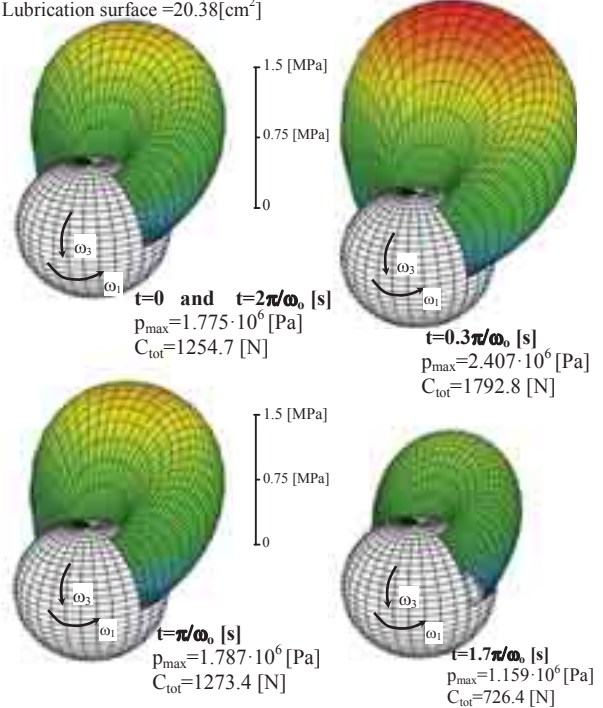 Lubrication surface =20.38[cm²]
1.5 [MPa]
0.75 [MPa]
0
ω₃
ω₁
t=0 and t=2π/ωₒ [s]
pmax=1.775·10⁶ [Pa]
Ctot=1254.7 [N]
ω₃
ω₁
t=0.3π/ωₒ [s]
pmax=2.407·10⁶ [Pa]
Ctot=1792.8 [N]
1.5 [MPa]
0.75 [MPa]
0
ω₃
ω₁
t=π/ωₒ [s]
pmax=1.787·10⁶ [Pa]
Ctot=1273.4 [N]
ω₃
ω₁
t=1.7π/ωₒ [s]
pmax=1.159·10⁶ [Pa]
Ctot=726.4 [N]